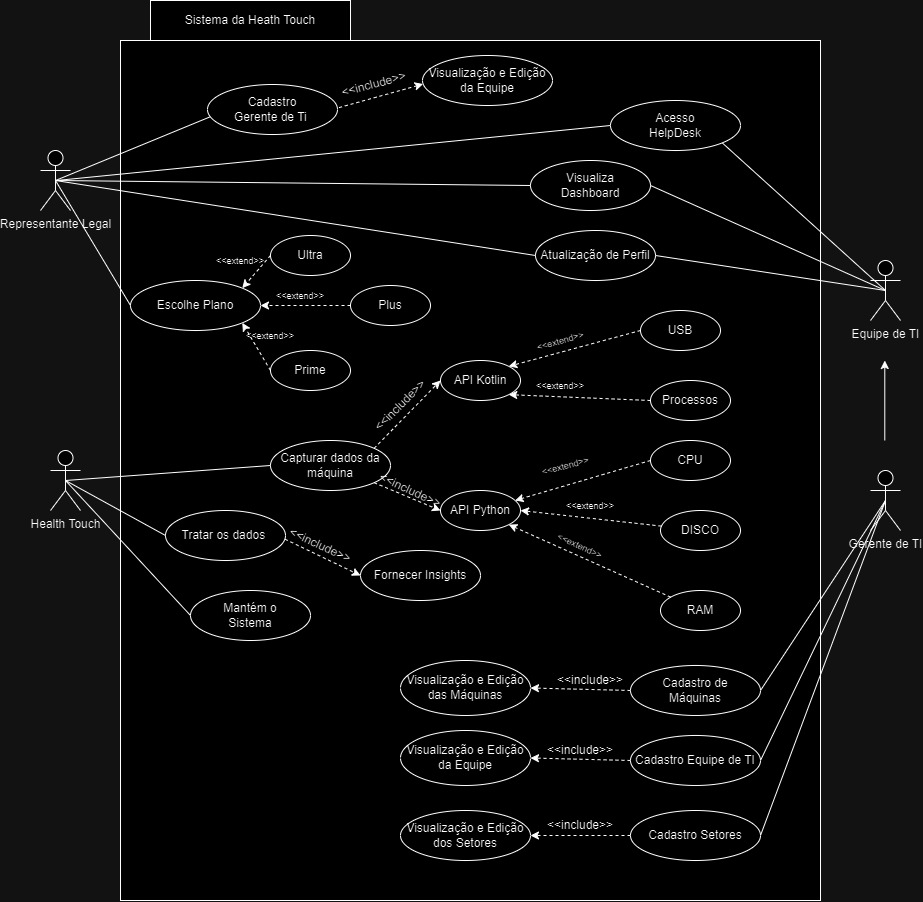 Sistema da Heath Touch
Visualização e Edição
da Equipe
<<include>>
Cadastro
Gerente de Ti
Acesso
HelpDesk
Visualiza
Dashboard
Representante Legal
Atualização de Perfil
Ultra
<<extend>>
Escolhe Plano
<<extend>>
Plus
<<extend>>
Prime
Equipe de TI
USB
<<extend>>
API Kotlin
<<extend>>
Processos
<<include>>
Capturar dados da
máquina
<<include>>
CPU
<<extend>>
API Python
<<extend>>
DISCO
<<extend>>
RAM
Health Touch
Gerente de TI
Tratar os dados
<<include>>
Fornecer Insights
Mantém o
Sistema
Visualização e Edição
das Máquinas
<<include>>
Cadastro de
Máquinas
Visualização e Edição
da Equipe
<<include>>
Cadastro Equipe de TI
Visualização e Edição
dos Setores
<<include>>
Cadastro Setores